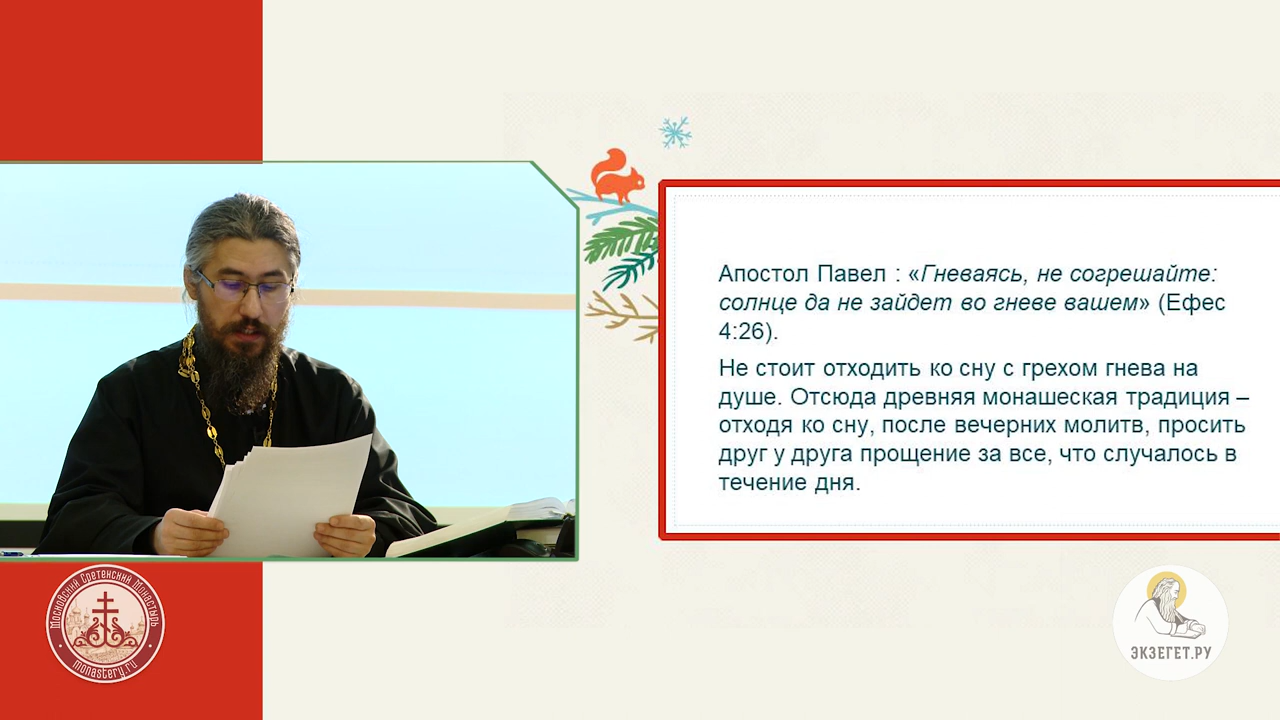 Апостол Павел : «Гневаясь, не согрешайте:
солнце да не зайдет во гневе вашем» (Ефес
4:26).
Не стоит отходить ко сну с грехом гнева на
душе. Отсюда древняя монашеская традиция –
отходя ко сну, после вечерних молитв, просить
друг у друга прощение за все, что случалось в
течение дня.
Московский Сретенский Монастырь
monastery.ru
ЭКЗЕГЕТ.РУ